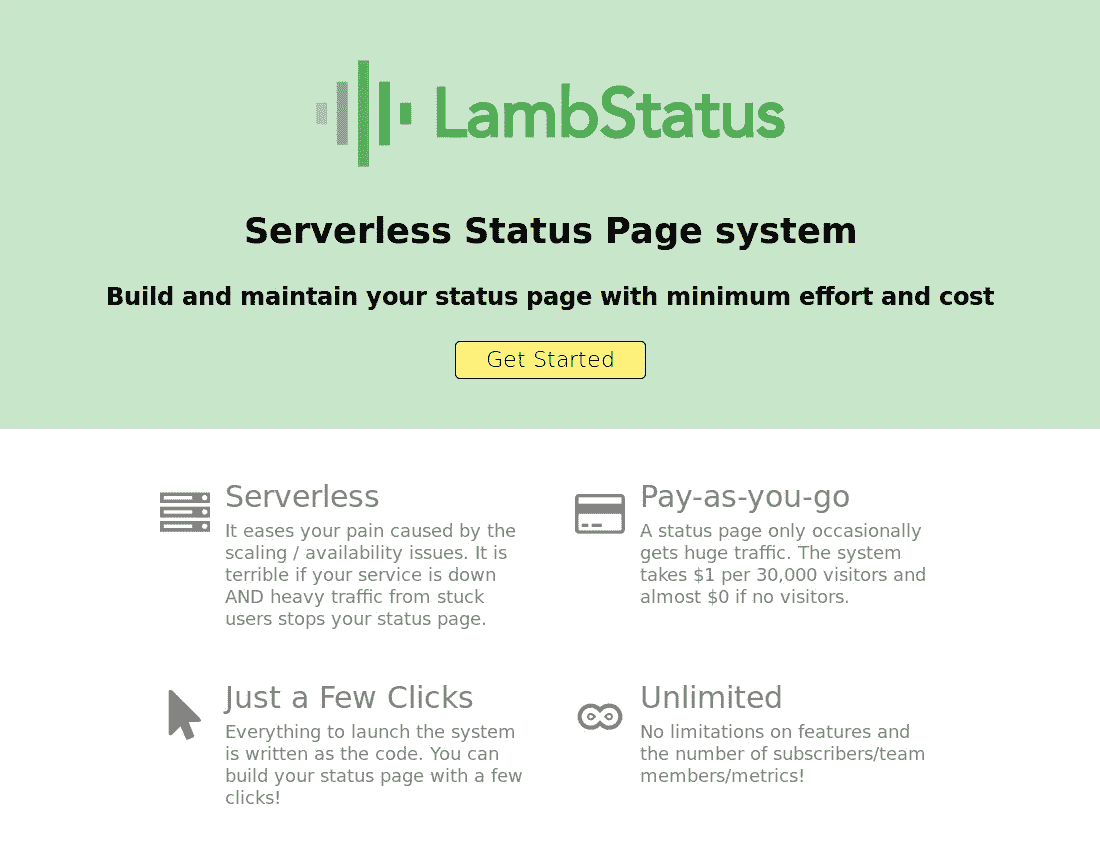 LambStatus
Serverless Status Page system
Build and maintain your status page with minimum effort and cost
Get Started
Serverless
It eases your pain caused by the
scaling / availability issues. It is
terrible if your service is down
AND heavy traffic from stuck
users stops your status page.
Pay-as-you-go
A status page only occasionally
gets huge traffic. The system
takes $1 per 30,000 visitors and
almost $0 if no visitors.
Just a Few Clicks
Everything to launch the system
is written as the code. You can
build your status page with a few
clicks!
Unlimited
No limitations on features and
the number of subscribers/team
members/metrics!